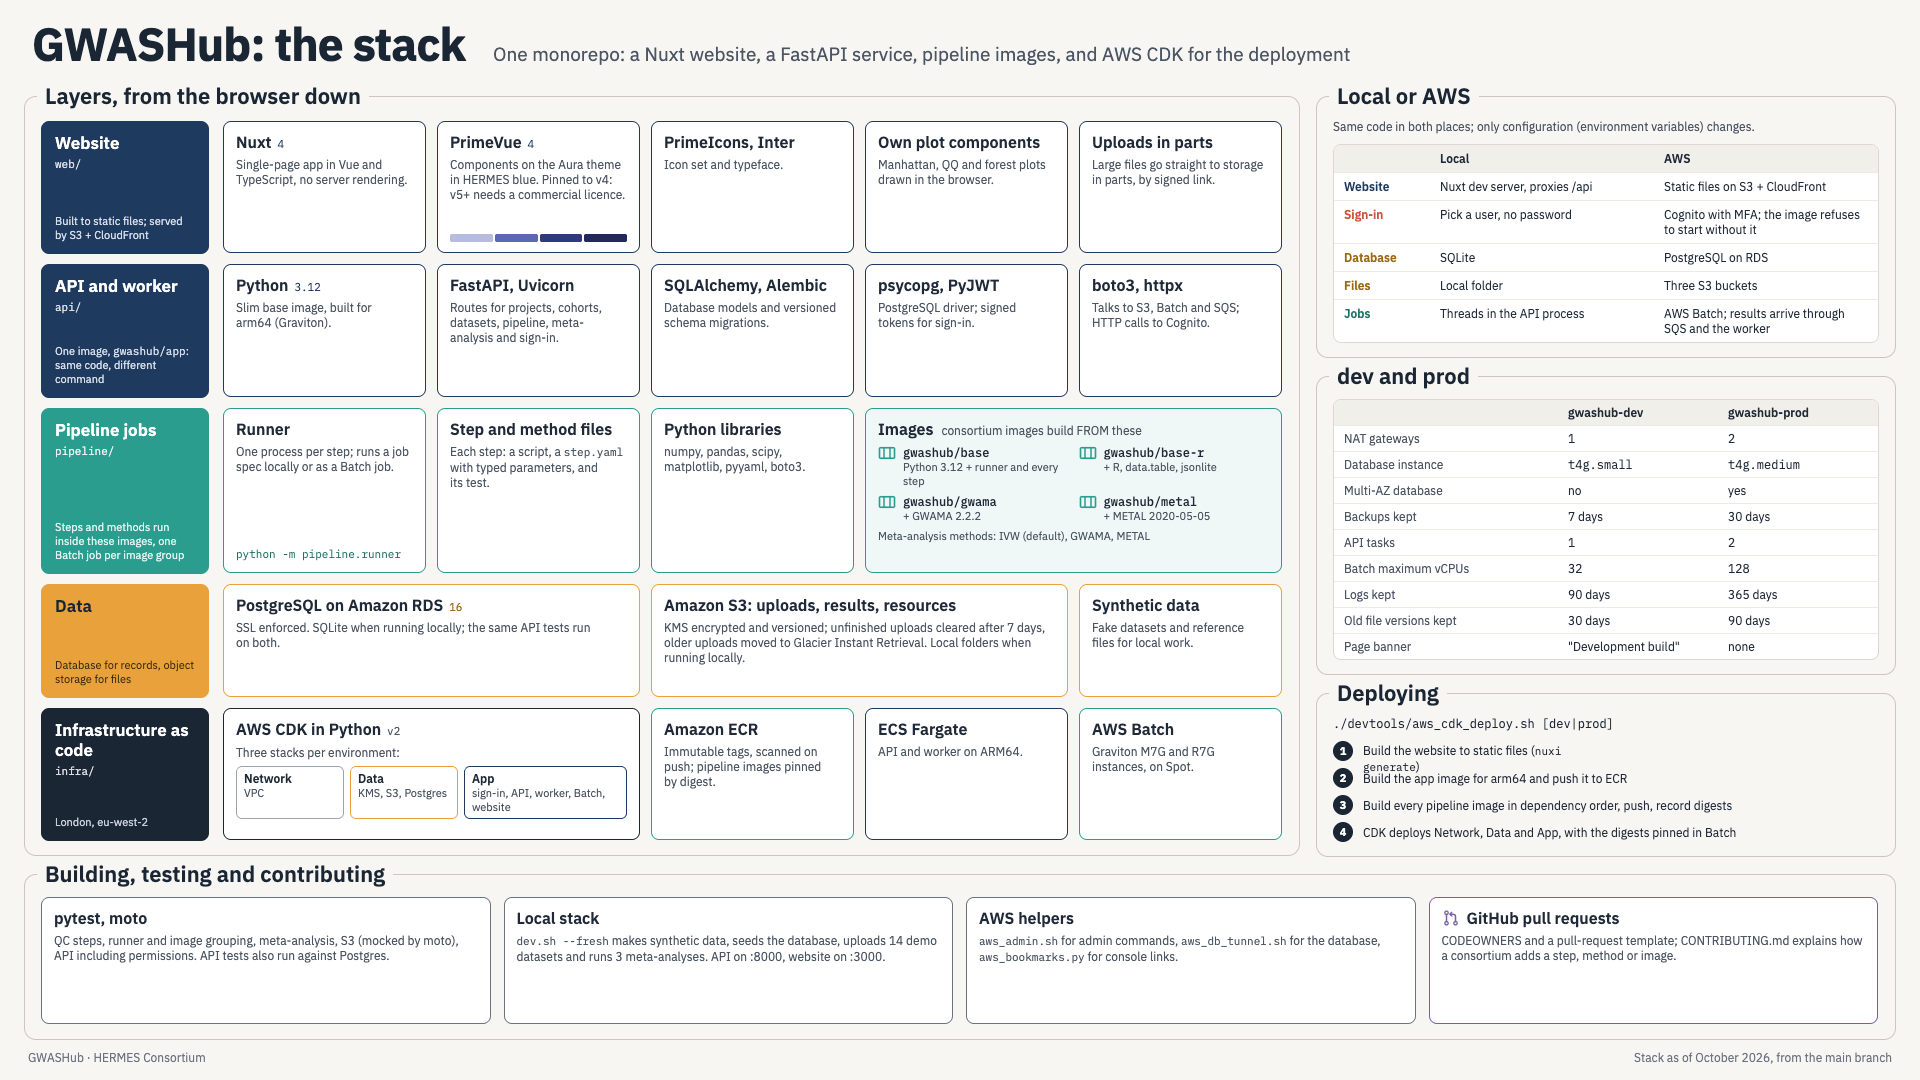 GWASHub: the stack
One monorepo: a Nuxt website, a FastAPI service, pipeline images, and AWS CDK for the deployment
Layers, from the browser down
Website
web/
Built to static files; served
by S3 + CloudFront
Nuxt 4
Single-page app in Vue and
TypeScript, no server rendering.
PrimeVue 4
Components on the Aura theme
in HERMES blue. Pinned to v4:
v5+ needs a commercial licence.
PrimeIcons, Inter
Icon set and typeface.
Own plot components
Manhattan, QQ and forest plots
drawn in the browser.
Uploads in parts
Large files go straight to storage
in parts, by signed link.
API and worker
api/
One image, gwashub/app:
same code, different
command
Python 3.12
Slim base image, built for
arm64 (Graviton).
FastAPI, Uvicorn
Routes for projects, cohorts,
datasets, pipeline, meta-
analysis and sign-in.
SQLAlchemy, Alembic
Database models and versioned
schema migrations.
psycopg, PyJWT
PostgreSQL driver; signed
tokens for sign-in.
boto3, httpx
Talks to S3, Batch and SQS;
HTTP calls to Cognito.
Pipeline jobs
pipeline/
Steps and methods run
inside these images, one
Batch job per image group
Runner
One process per step; runs a job
spec locally or as a Batch job.
python -m pipeline.runner
Step and method files
Each step: a script, a step.yaml
with typed parameters, and
its test.
Python libraries
numpy, pandas, scipy,
matplotlib, pyyaml, boto3.
Images consortium images build FROM these
gwashub/base
Python 3.12 + runner and every
step
gwashub/base-r
+ R, data.table, jsonlite
gwashub/gwama
+ GWAMA 2.2.2
gwashub/metal
+ METAL 2020-05-05
Meta-analysis methods: IVW (default), GWAMA, METAL
Data
Database for records, object
storage for files
PostgreSQL on Amazon RDS 16
SSL enforced. SQLite when running locally; the same API tests run
on both.
Amazon S3: uploads, results, resources
KMS encrypted and versioned; unfinished uploads cleared after 7 days,
older uploads moved to Glacier Instant Retrieval. Local folders when
running locally.
Synthetic data
Fake datasets and reference
files for local work.
Infrastructure as
code
infra/
London, eu-west-2
AWS CDK in Python v2
Three stacks per environment:
Network
VPC
Data
KMS, S3, Postgres
App
sign-in, API, worker, Batch,
website
Amazon ECR
Immutable tags, scanned on
push; pipeline images pinned
by digest.
ECS Fargate
API and worker on ARM64.
AWS Batch
Graviton M7G and R7G
instances, on Spot.
Local or AWS
Same code in both places; only configuration (environment variables) changes.
Local AWS
Website Nuxt dev server, proxies /api Static files on S3 + CloudFront
Sign-in Pick a user, no password Cognito with MFA; the image refuses
to start without it
Database SQLite PostgreSQL on RDS
Files Local folder Three S3 buckets
Jobs Threads in the API process AWS Batch; results arrive through
SQS and the worker
dev and prod
gwashub-dev gwashub-prod
NAT gateways 1 2
Database instance t4g.small t4g.medium
Multi-AZ database no yes
Backups kept 7 days 30 days
API tasks 1 2
Batch maximum vCPUs 32 128
Logs kept 90 days 365 days
Old file versions kept 30 days 90 days
Page banner "Development build" none
Deploying
./devtools/aws_cdk_deploy.sh [dev|prod]
1 Build the website to static files (nuxi
generate)
2 Build the app image for arm64 and push it to ECR
3 Build every pipeline image in dependency order, push, record digests
4 CDK deploys Network, Data and App, with the digests pinned in Batch
Building, testing and contributing
pytest, moto
QC steps, runner and image grouping, meta-analysis, S3 (mocked by moto),
API including permissions. API tests also run against Postgres.
Local stack
dev.sh --fresh makes synthetic data, seeds the database, uploads 14 demo
datasets and runs 3 meta-analyses. API on :8000, website on :3000.
AWS helpers
aws_admin.sh for admin commands, aws_db_tunnel.sh for the database,
aws_bookmarks.py for console links.
GitHub pull requests
CODEOWNERS and a pull-request template; CONTRIBUTING.md explains how
a consortium adds a step, method or image.
GWASHub · HERMES Consortium
Stack as of October 2026, from the main branch